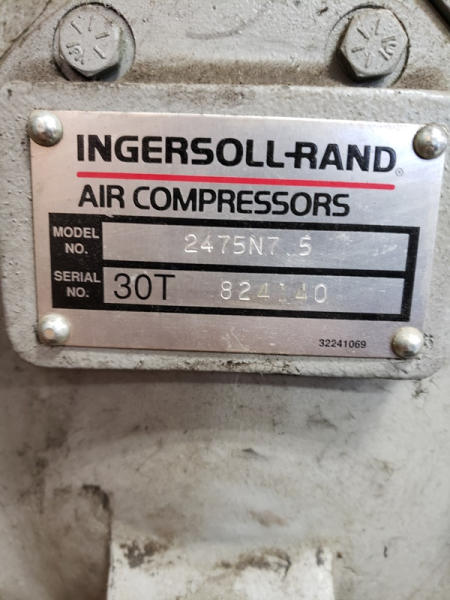 INGERSOLL-RAND®
AIR COMPRESSORS
MODEL NO. 2475N7.5
SERIAL NO. 30T 824140
32241069